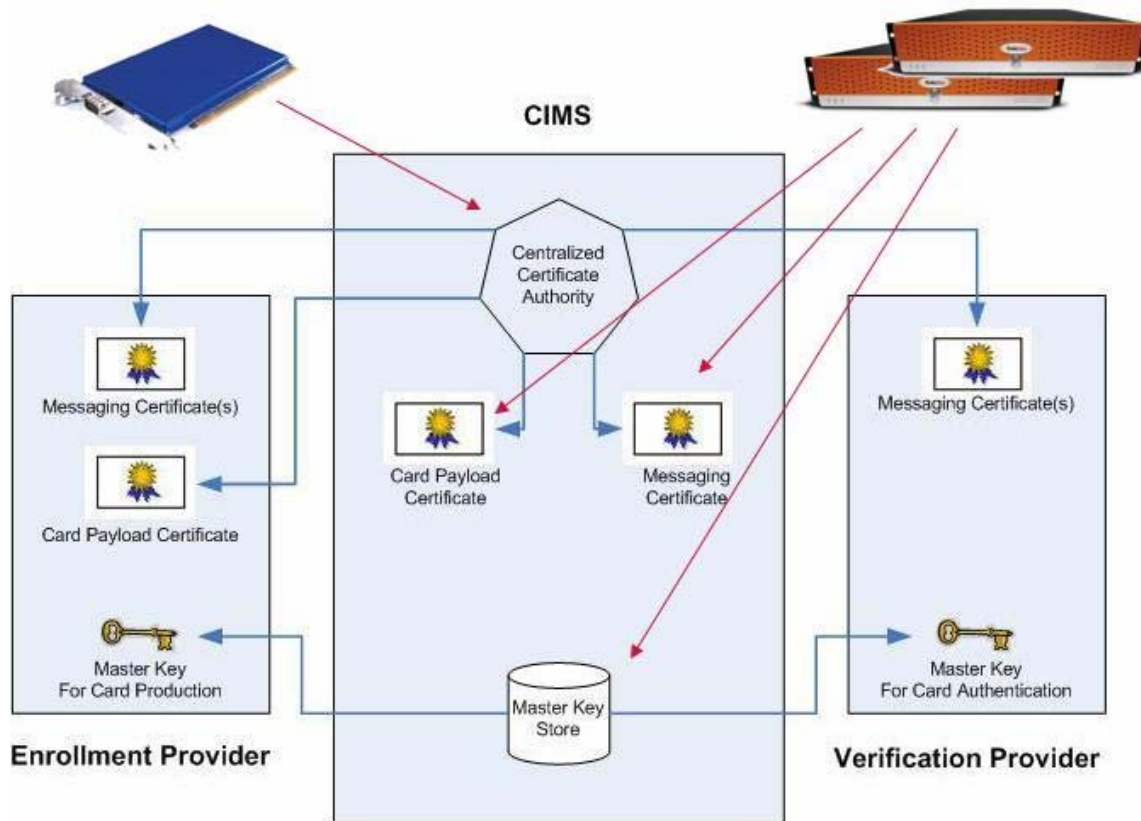 CIMS
Centralized
Certificate
Authority
Messaging Certificate(s)
Card Payload Certificate
Master Key
For Card Production
Enrollment Provider
Card Payload
Certificate
Messaging
Certificate
Master Key
Store
Messaging Certificate(s)
Master Key
For Card Authentication
Verification Provider